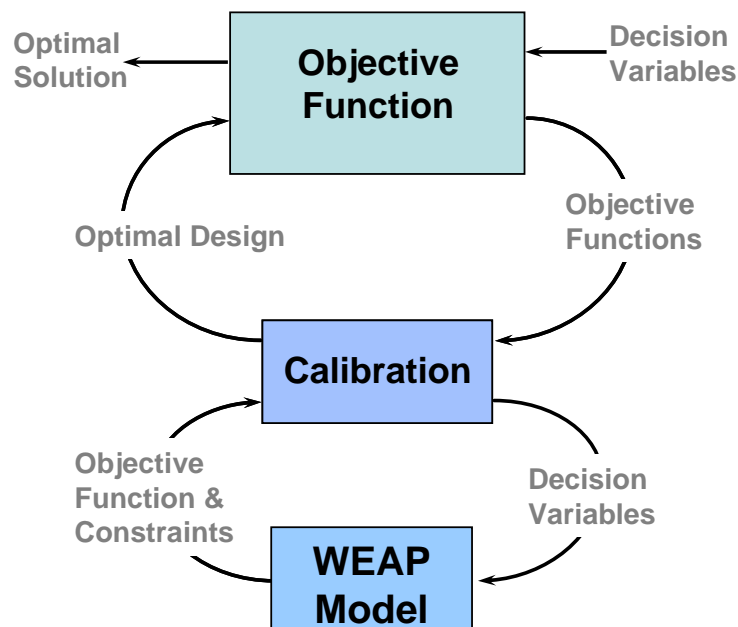 Optimal
Solution
Objective
Function
Decision
Variables
Optimal Design
Objective
Functions
Calibration
Objective
Function &
Constraints
Decision
Variables
WEAP
Model